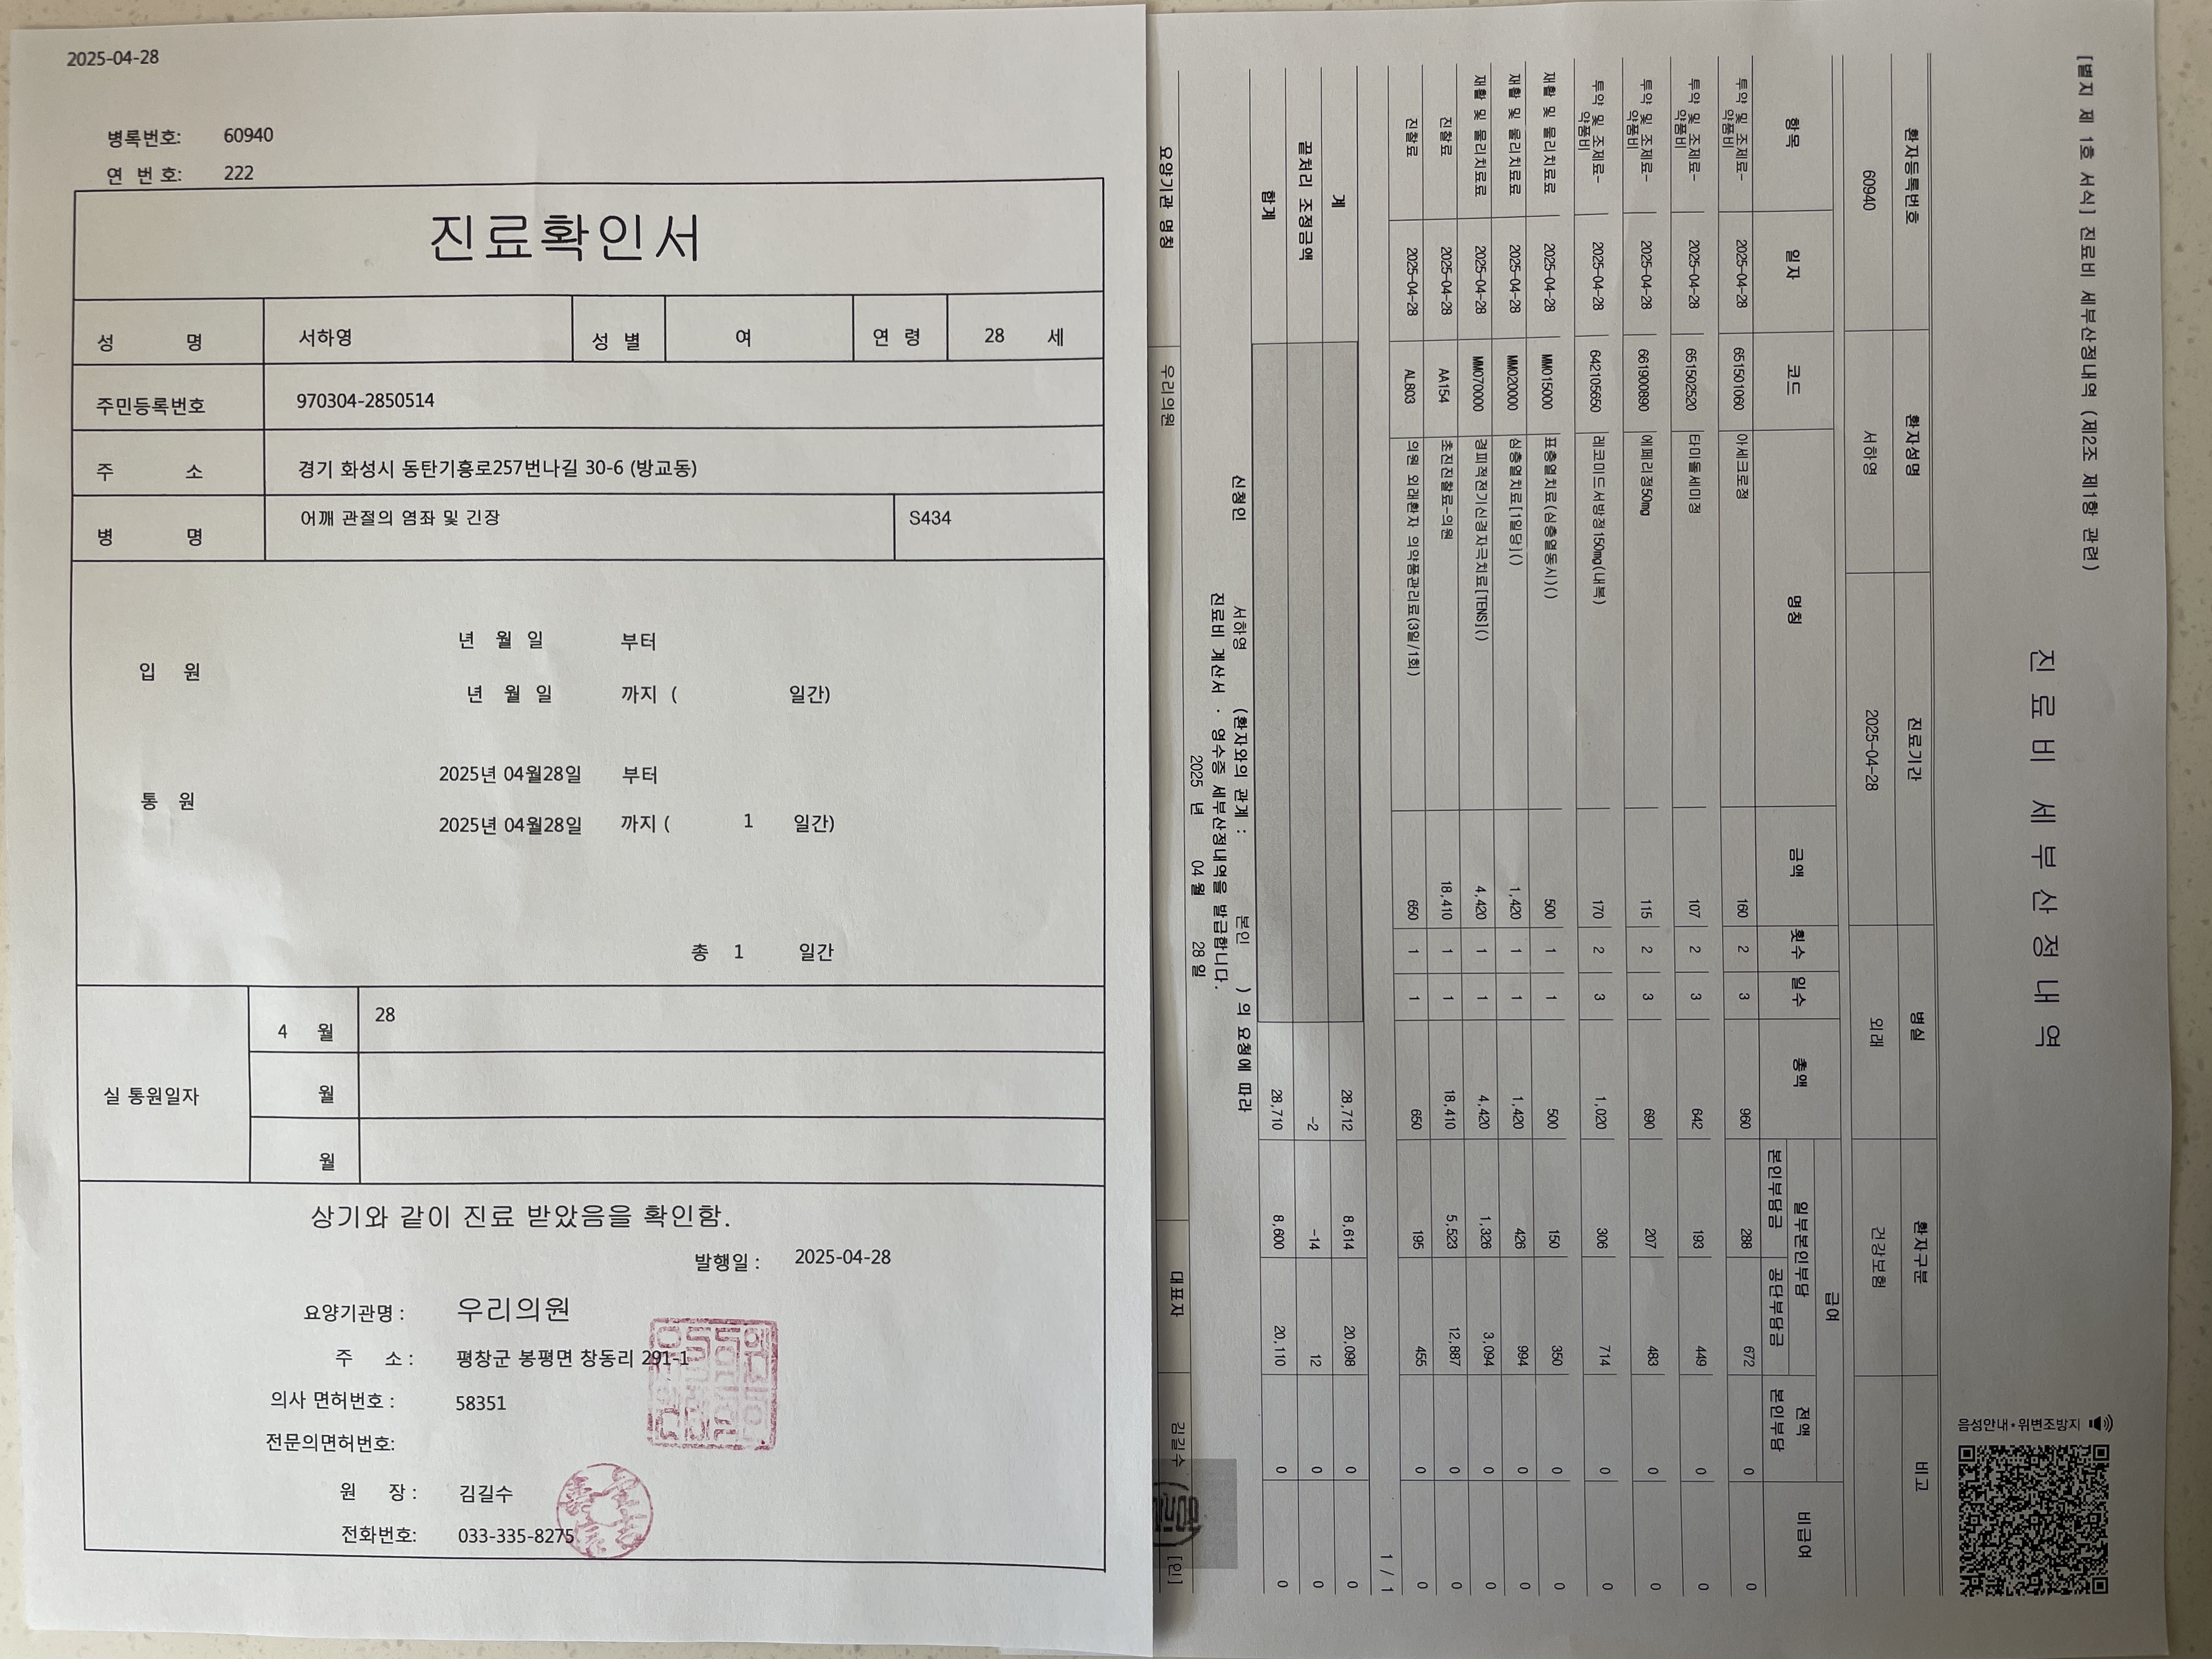 2025-04-28
병록번호: 60940
연 번 호: 222
진료확인서
성 명 서하영 성 별 여 연 령 28 세
주민등록번호 970304-2850514
주 소 경기 화성시 동탄기흥로257번나길 30-6 (방교동)
병 명 어깨 관절의 염좌 및 긴장 S434
입 원
년 월 일 부터
년 월 일 까지 ( 일간)
통 원
2025년 04월28일 부터
2025년 04월28일 까지 ( 1 일간)
총 1 일간
실 통원일자
4 월 28
월
월
상기와 같이 진료 받았음을 확인함.
발행일 : 2025-04-28
요양기관명 : 우리의원
주 소 : 평창군 봉평면 창동리 291-1
의사 면허번호 : 58351
전문의면허번호:
원 장 : 김길수
전화번호: 033-335-8275
[별지 제 1호 서식] 진료비 세부산정내역 (제2조 제1항 관련)
진 료 비 세 부 산 정 내 역
음성안내•위변조방지
환자등록번호 환자성명 진료기간 병실 환자구분 비고
60940 서하영 2025-04-28 외래 건강보험
항목 일자 코드 명칭 금액 횟수 일수 총액 급여 비급여
일부본인부담 전액 본인부담
본인부담금 공단부담금
투약 및 조제료-약품비 2025-04-28 651501060 아세크로정 160 2 3 960 288 672 0 0
투약 및 조제료-약품비 2025-04-28 651502520 타미돌세미정 107 2 3 642 193 449 0 0
투약 및 조제료-약품비 2025-04-28 661900890 에페리정50mg 115 2 3 690 207 483 0 0
투약 및 조제료-약품비 2025-04-28 642105650 레코미드서방정150mg(내복) 170 2 3 1,020 306 714 0 0
재활 및 물리치료료 2025-04-28 MM015000 표층열치료(심층열동시)() 500 1 1 500 150 350 0 0
재활 및 물리치료료 2025-04-28 MM020000 심층열치료[1일당]() 1,420 1 1 1,420 426 994 0 0
재활 및 물리치료료 2025-04-28 MM070000 경피적전기신경자극치료[TENS]() 4,420 1 1 4,420 1,326 3,094 0 0
진찰료 2025-04-28 AA154 초진진찰료-의원 18,410 1 1 18,410 5,523 12,887 0 0
진찰료 2025-04-28 AL803 의원 외래환자 의약품관리료(3일/1회) 650 1 1 650 195 455 0 0
1 / 1
계 28,712 8,614 20,098 0 0
끝처리 조정금액 -2 -14 12 0 0
합계 28,710 8,600 20,110 0 0
신청인 서하영 (환자와의 관계 : 본인 ) 의 요청에 따라
진료비 계산서 · 영수증 세부산정내역을 발급합니다.
2025 년 04 월 28 일
요양기관 명칭 우리의원 대표자 김길수 [인]